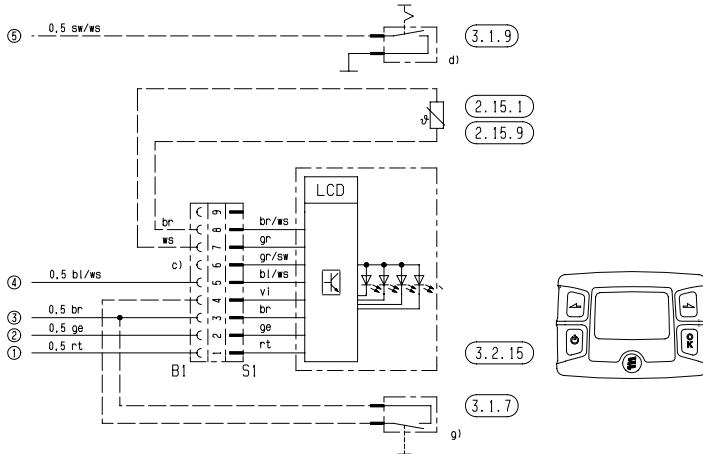 ⑤ 0,5 sw/ws
d)
3.1.9
ϑ
2.15.1
2.15.9
LCD
9
br 8 br/ws
ws 7 gr
c) 6 gr/sw
④ 0,5 bl/ws 5 bl/ws
4 vi
③ 0,5 br 3 br
② 0,5 ge 2 ge
① 0,5 rt 1 rt
B1 S1
3.2.15
OK
3.1.7
g)